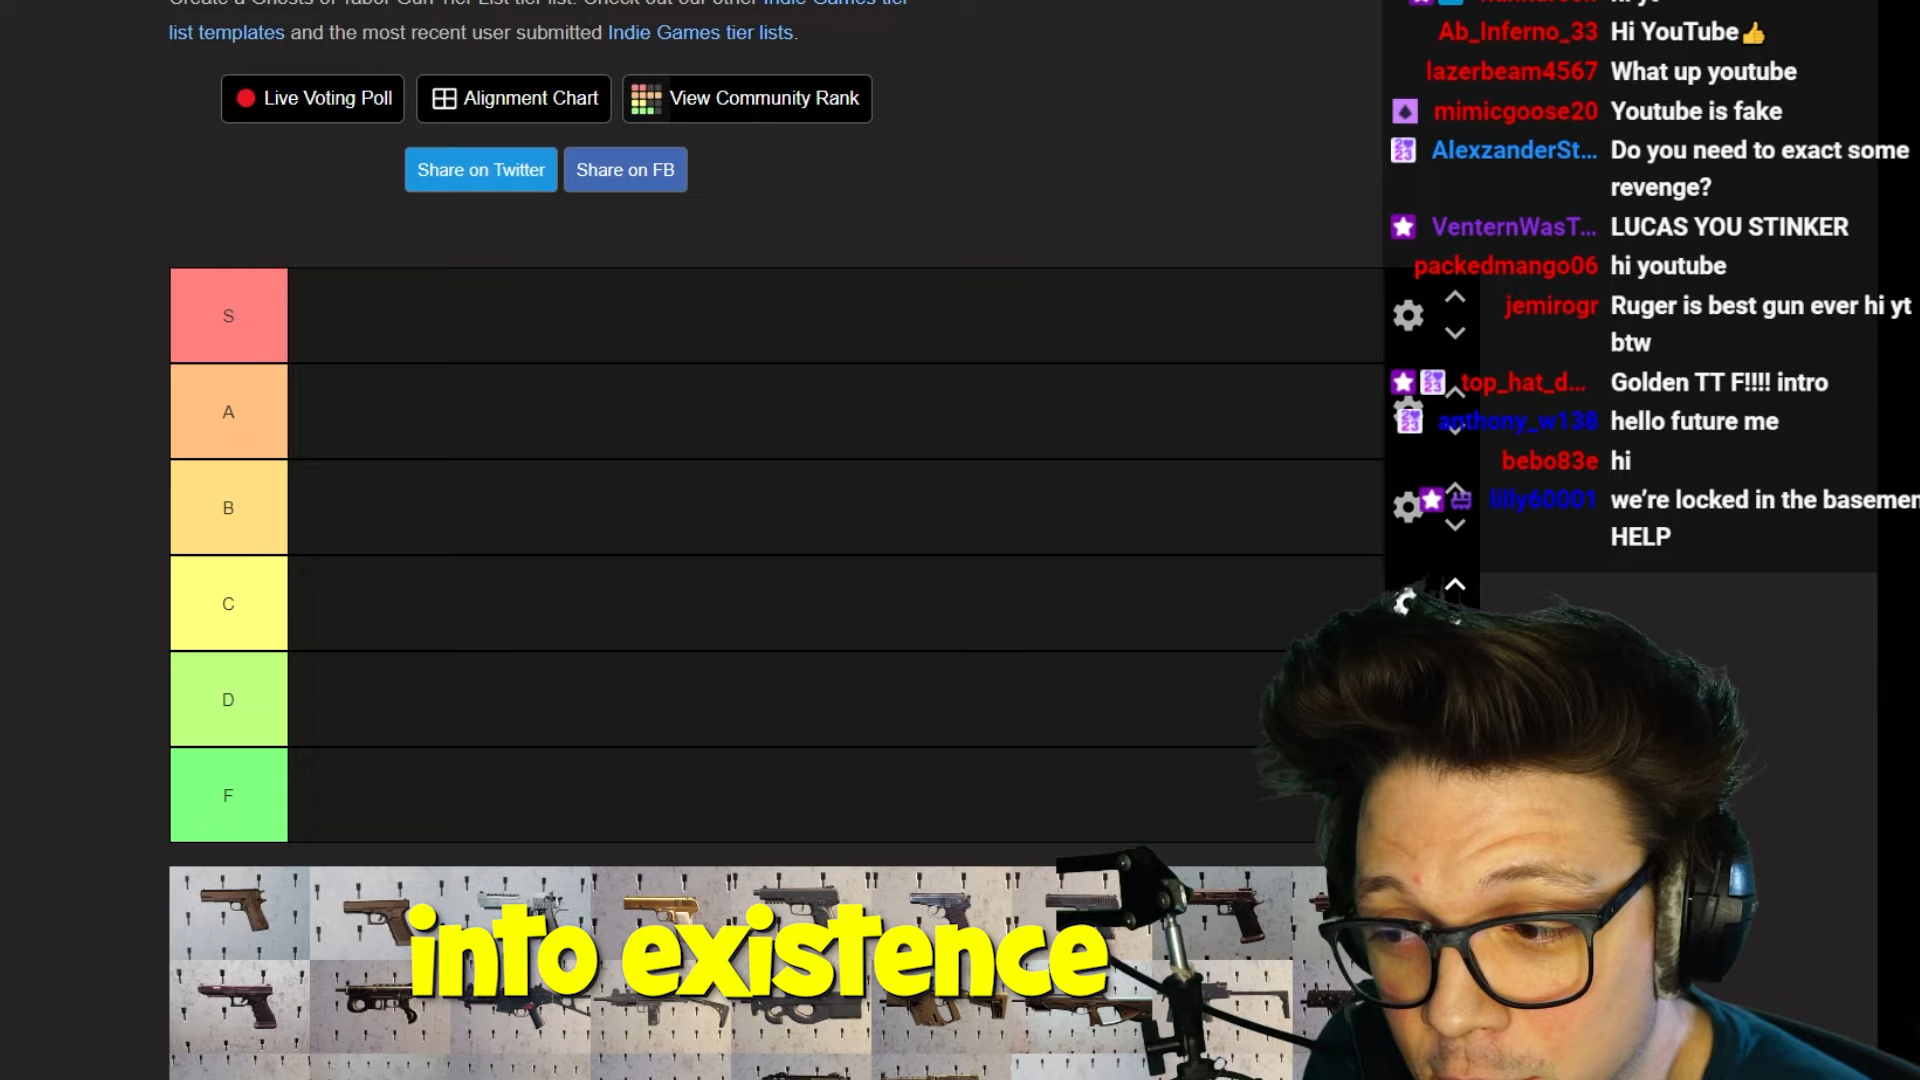 list templates and the most recent user submitted Indie Games tier lists.
Live Voting Poll
Alignment Chart
View Community Rank
Share on Twitter
Share on FB
S
A
B
C
D
F
into existence
Ab_Inferno_33 Hi YouTube👍
lazerbeam4567 What up youtube
mimicgoose20 Youtube is fake
AlexzanderSt... Do you need to exact some
revenge?
VenternWasT... LUCAS YOU STINKER
packedmango06 hi youtube
jemirogr Ruger is best gun ever hi yt
btw
top_hat_d... Golden TT F!!!! intro
anthony_w138 hello future me
bebo83e hi
lilly60001 we're locked in the basemen
HELP